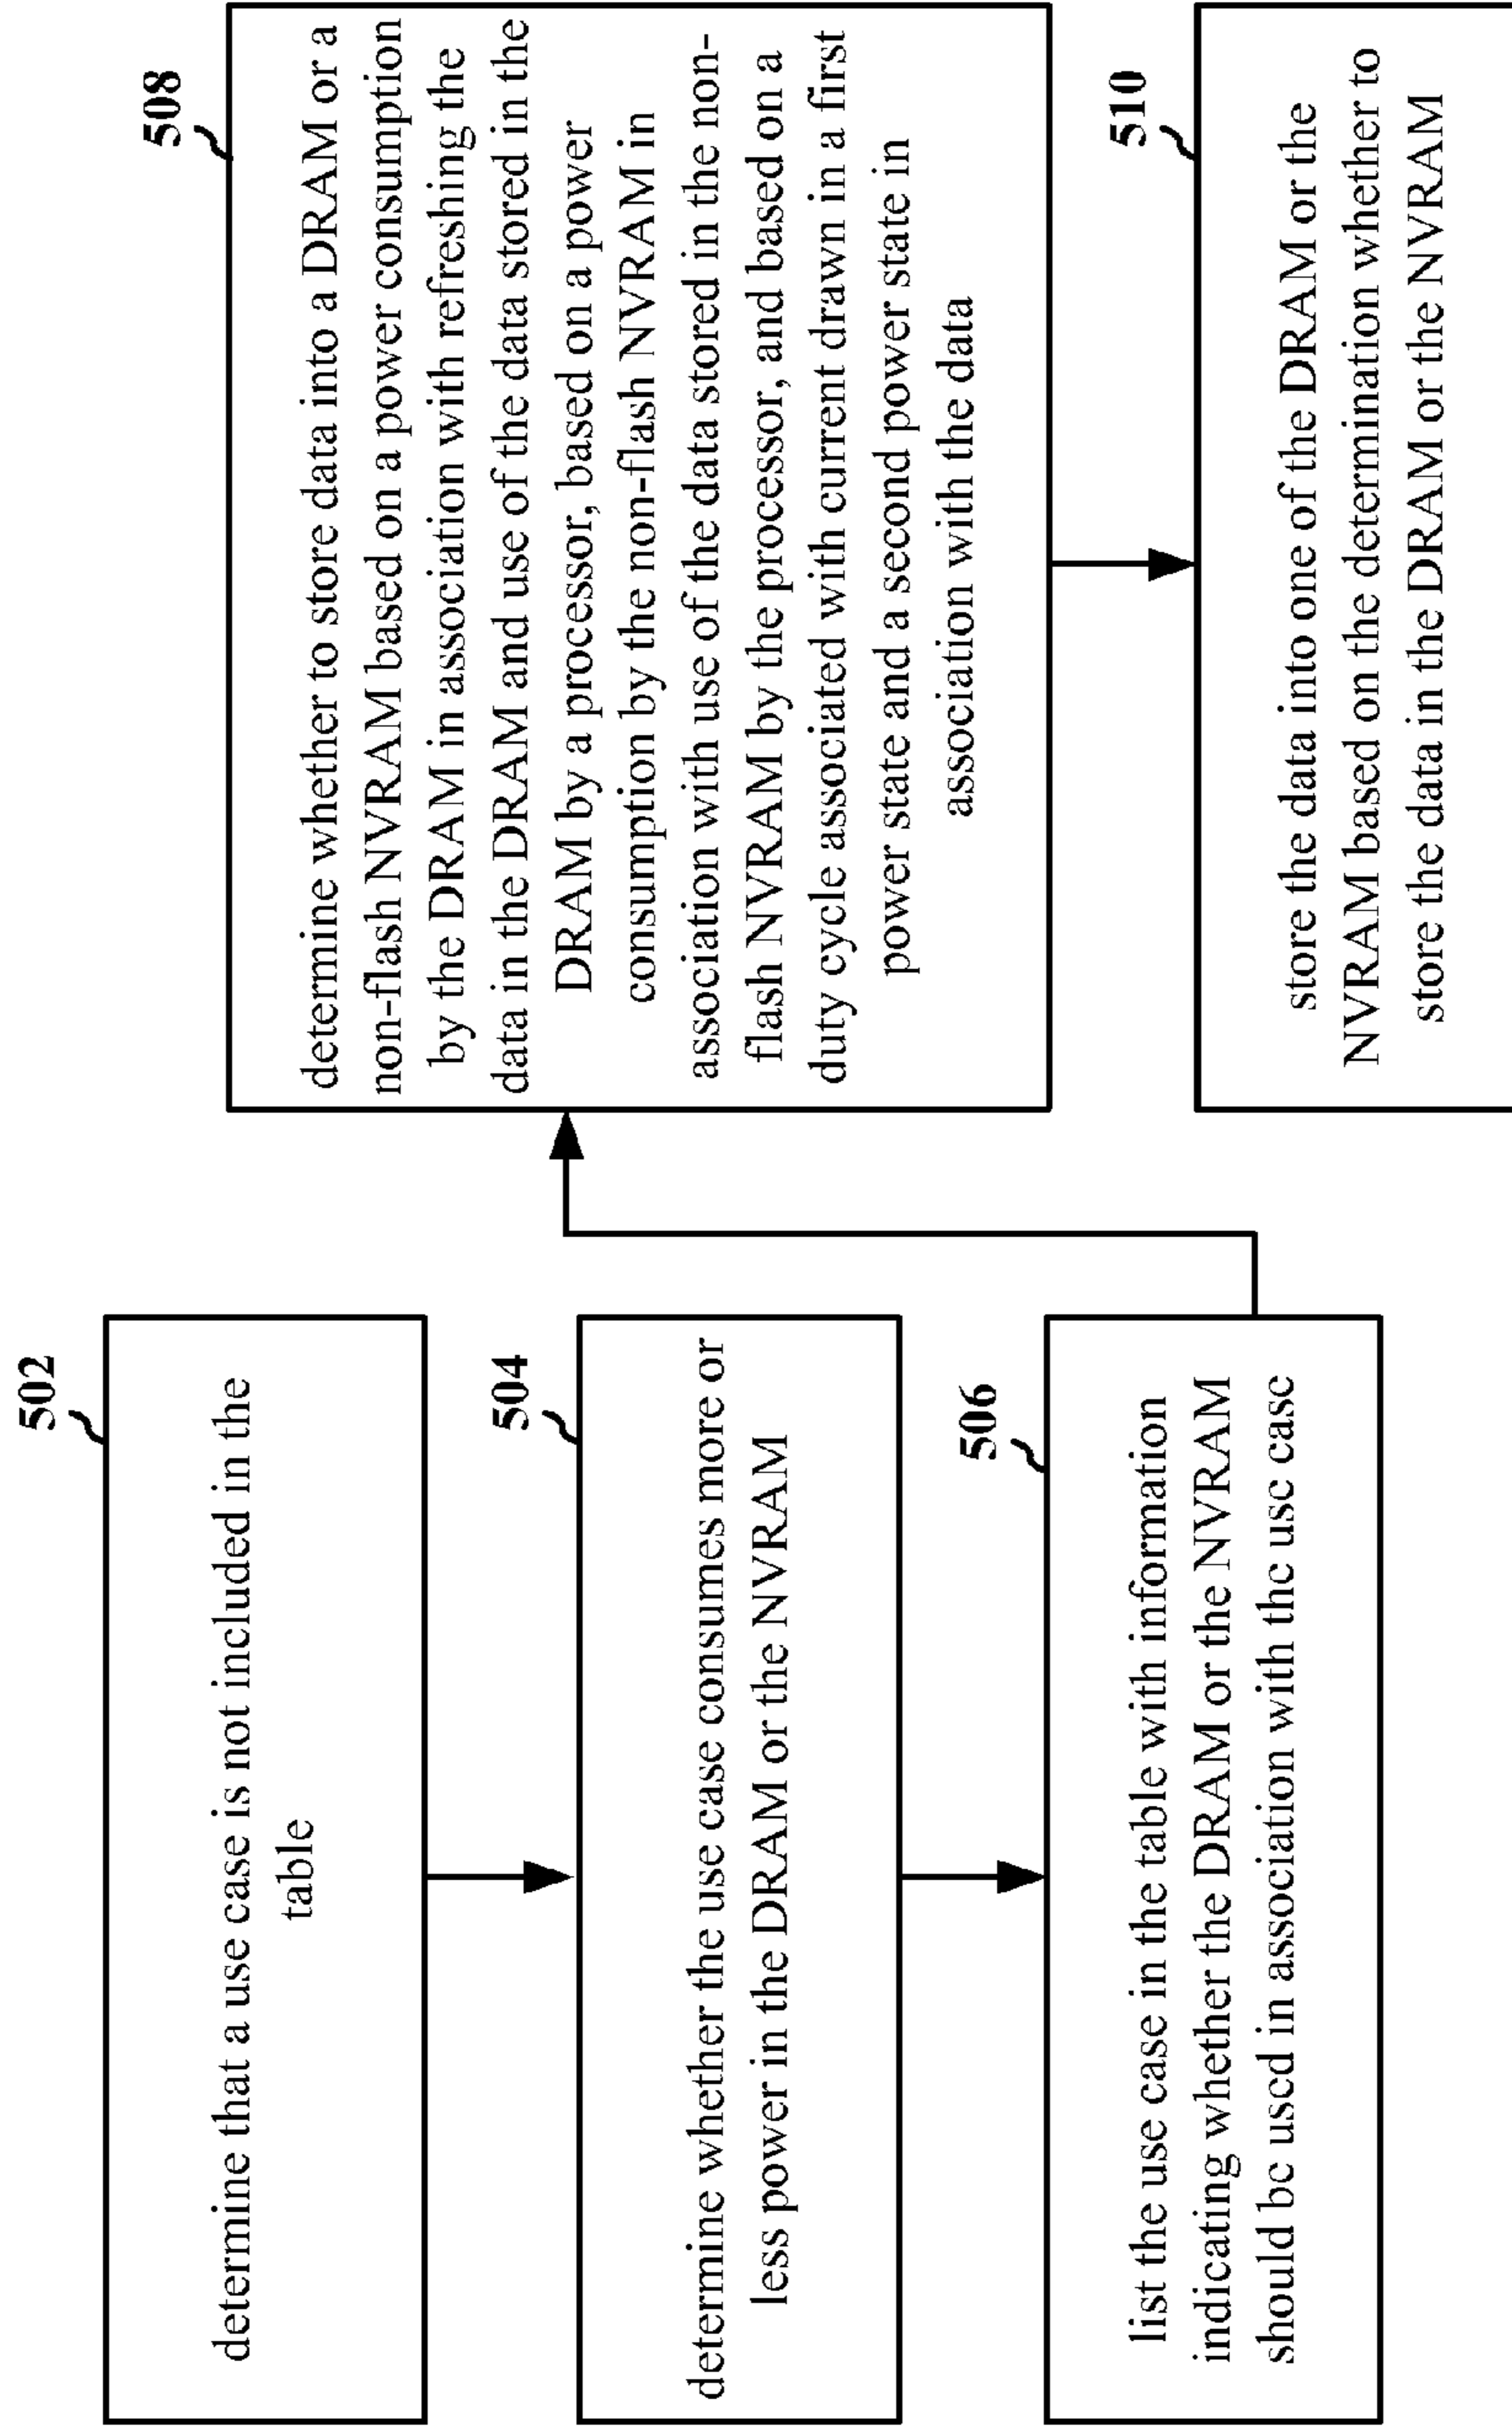 502
determine that a use case is not included in the
table
504
determine whether the use case consumes more or
less power in the DRAM or the NVRAM
506
list the use case in the table with information
indicating whether the DRAM or the NVRAM
should be used in association with the use case
508
determine whether to store data into a DRAM or a
non-flash NVRAM based on a power consumption
by the DRAM in association with refreshing the
data in the DRAM and use of the data stored in the
DRAM by a processor, based on a power
consumption by the non-flash NVRAM in
association with use of the data stored in the non-
flash NVRAM by the processor, and based on a
duty cycle associated with current drawn in a first
power state and a second power state in
association with the data
510
store the data into one of the DRAM or the
NVRAM based on the determination whether to
store the data in the DRAM or the NVRAM